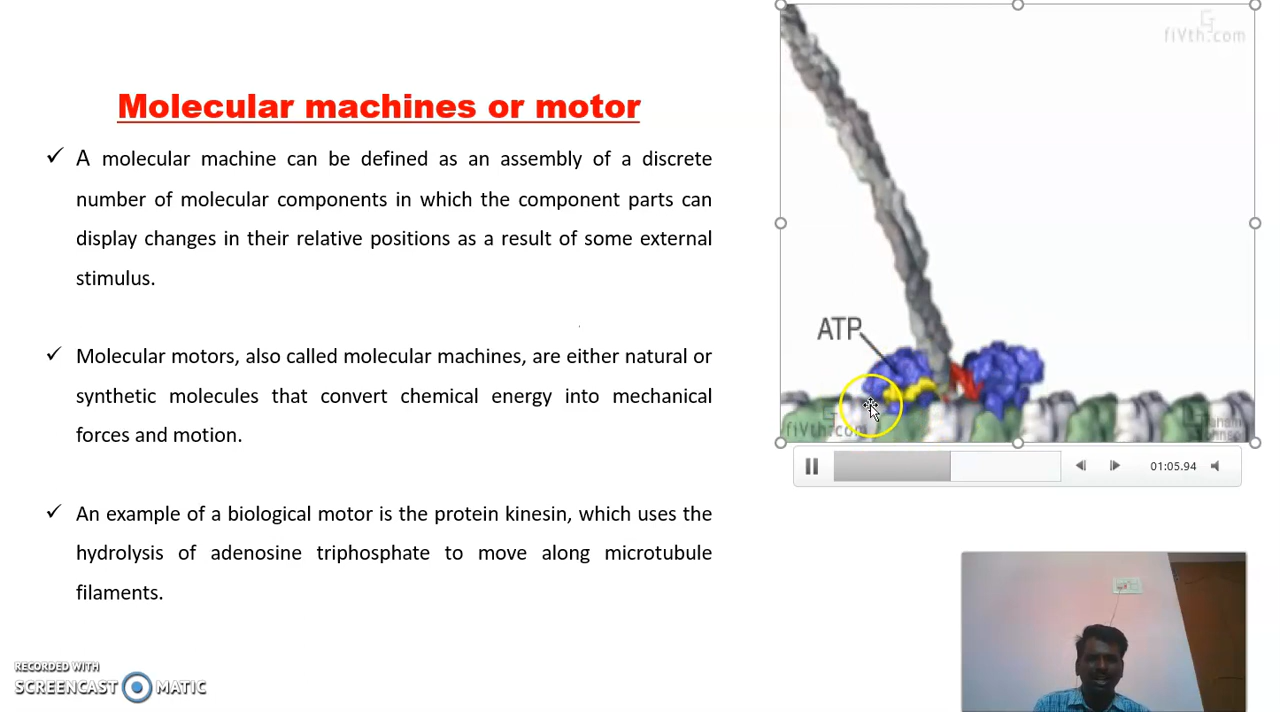 fiVth.com
Molecular machines or motor
✓ A molecular machine can be defined as an assembly of a discrete
number of molecular components in which the component parts can
display changes in their relative positions as a result of some external
stimulus.
ATP
✓ Molecular motors, also called molecular machines, are either natural or
synthetic molecules that convert chemical energy into mechanical
forces and motion.
fiVth.com
Graham
Johnson
01:05.94
✓ An example of a biological motor is the protein kinesin, which uses the
hydrolysis of adenosine triphosphate to move along microtubule
filaments.
RECORDED WITH
SCREENCAST MATIC